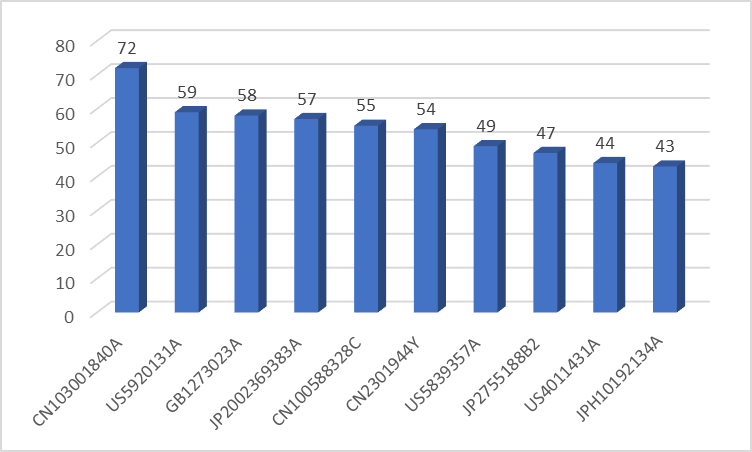 80
70
60
50
40
30
20
10
0
72
59
58
57
55
54
49
47
44
43
CN103001840A
US5920131A
GB1273023A
JP2002369383A
CN100588328C
CN2301944Y
US5839357A
JP2755188B2
US4011431A
JPH10192134A